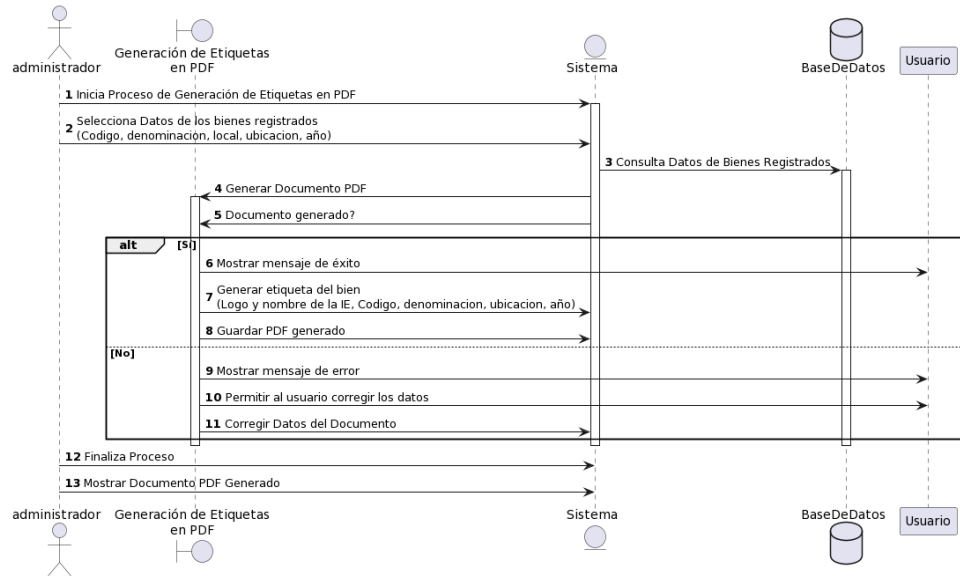 administrador
Generación de Etiquetas
en PDF
Sistema
BaseDeDatos
Usuario
1 Inicia Proceso de Generación de Etiquetas en PDF
2 Selecciona Datos de los bienes registrados
(Codigo, denominacion, local, ubicacion, año)
3 Consulta Datos de Bienes Registrados
4 Generar Documento PDF
5 Documento generado?
alt [Sí]
6 Mostrar mensaje de éxito
7 Generar etiqueta del bien
(Logo y nombre de la IE, Codigo, denominacion, ubicacion, año)
8 Guardar PDF generado
[No]
9 Mostrar mensaje de error
10 Permitir al usuario corregir los datos
11 Corregir Datos del Documento
12 Finaliza Proceso
13 Mostrar Documento PDF Generado
administrador
Generación de Etiquetas
en PDF
Sistema
BaseDeDatos
Usuario